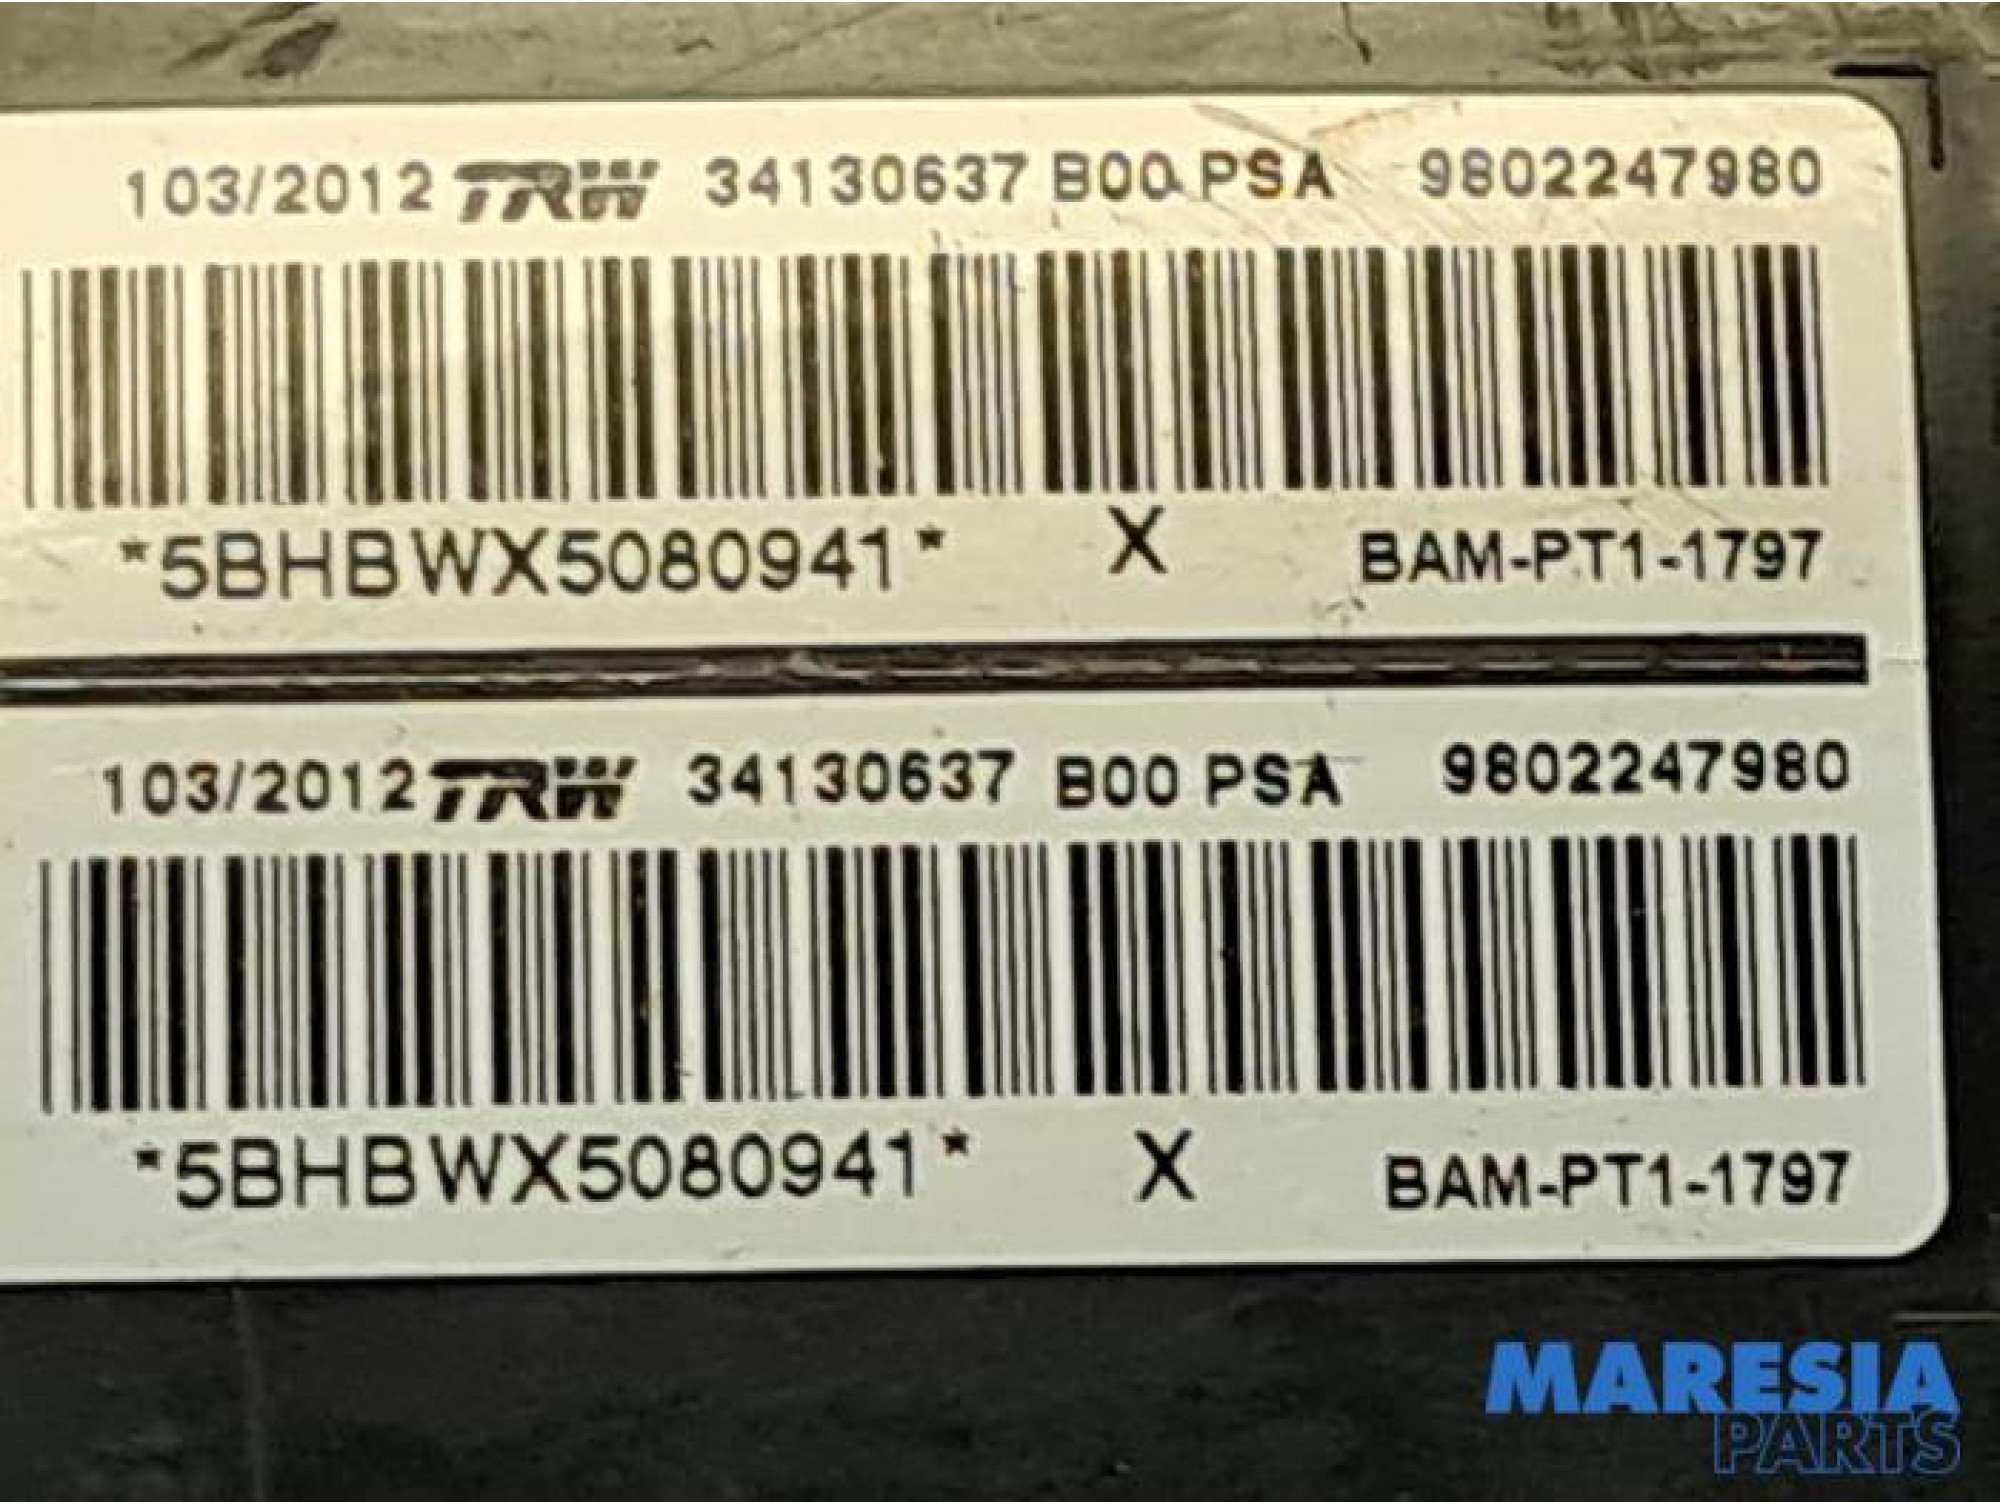 103/2012 TRW 34130637 B00 PSA 9802247980
*5BHBWX5080941* X BAM-PT1-1797
103/2012 TRW 34130637 B00 PSA 9802247980
*5BHBWX5080941* X BAM-PT1-1797
MARESIA
PARTS